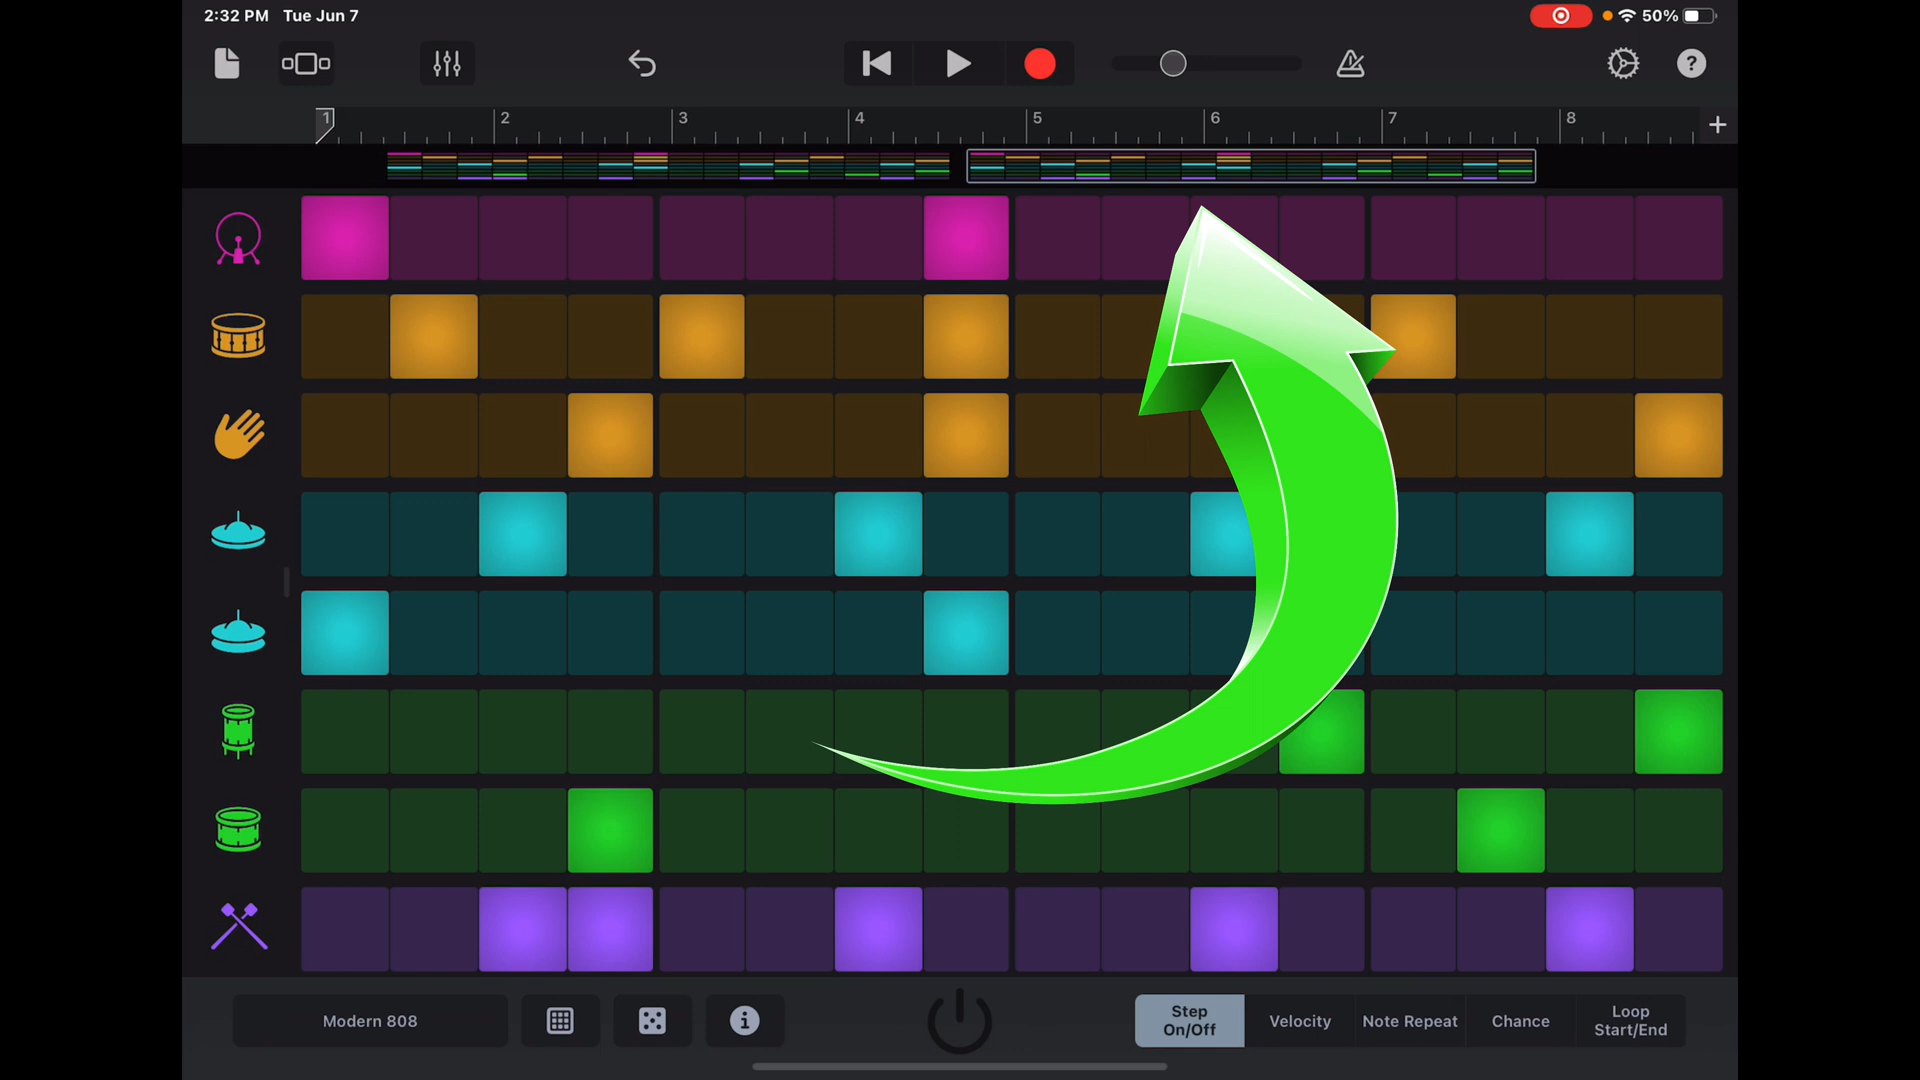 2:32 PM Tue Jun 7
50%
?
1 2 3 4 5 6 7 8 +
Modern 808
i
Step
On/Off
Velocity
Note Repeat
Chance
Loop
Start/End